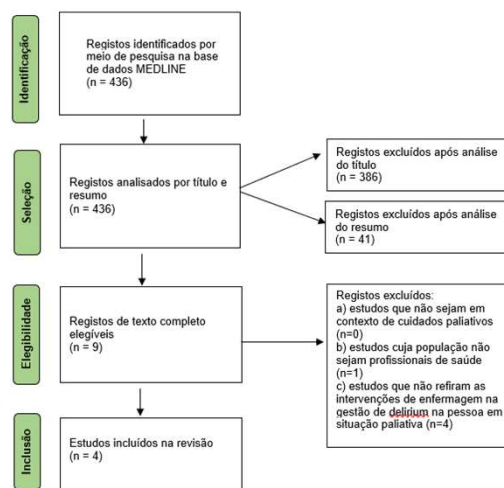 Identificação
Registos identificados por
meio de pesquisa na base
de dados MEDLINE
(n = 436)
Seleção
Registos analisados por título e
resumo
(n = 436)
Registos excluídos após análise
do título
(n = 386)
Registos excluídos após análise
do resumo
(n = 41)
Elegibilidade
Registos de texto completo
elegíveis
(n = 9)
Registos excluídos:
a) estudos que não sejam em
contexto de cuidados paliativos
(n=0)
b) estudos cuja população não
sejam profissionais de saúde
(n=1)
c) estudos que não refiram as
intervenções de enfermagem na
gestão de delirium na pessoa em
situação paliativa (n=4)
Inclusão
Estudos incluídos na revisão
(n = 4)